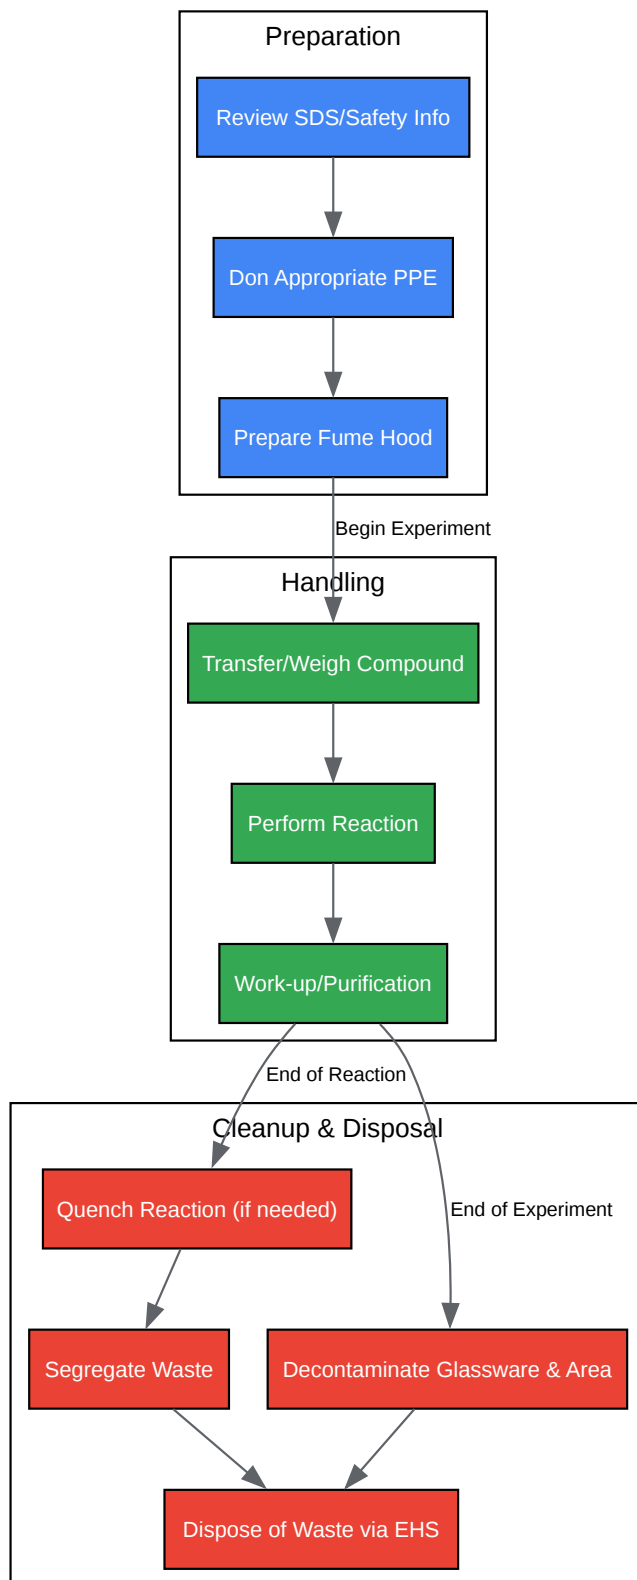 Preparation
Review SDS/Safety Info
Don Appropriate PPE
Prepare Fume Hood
Begin Experiment
Handling
Transfer/Weigh Compound
Perform Reaction
Work-up/Purification
End of Reaction
Cleanup & Disposal
Quench Reaction (if needed)
End of Experiment
Segregate Waste
Decontaminate Glassware & Area
Dispose of Waste via EHS